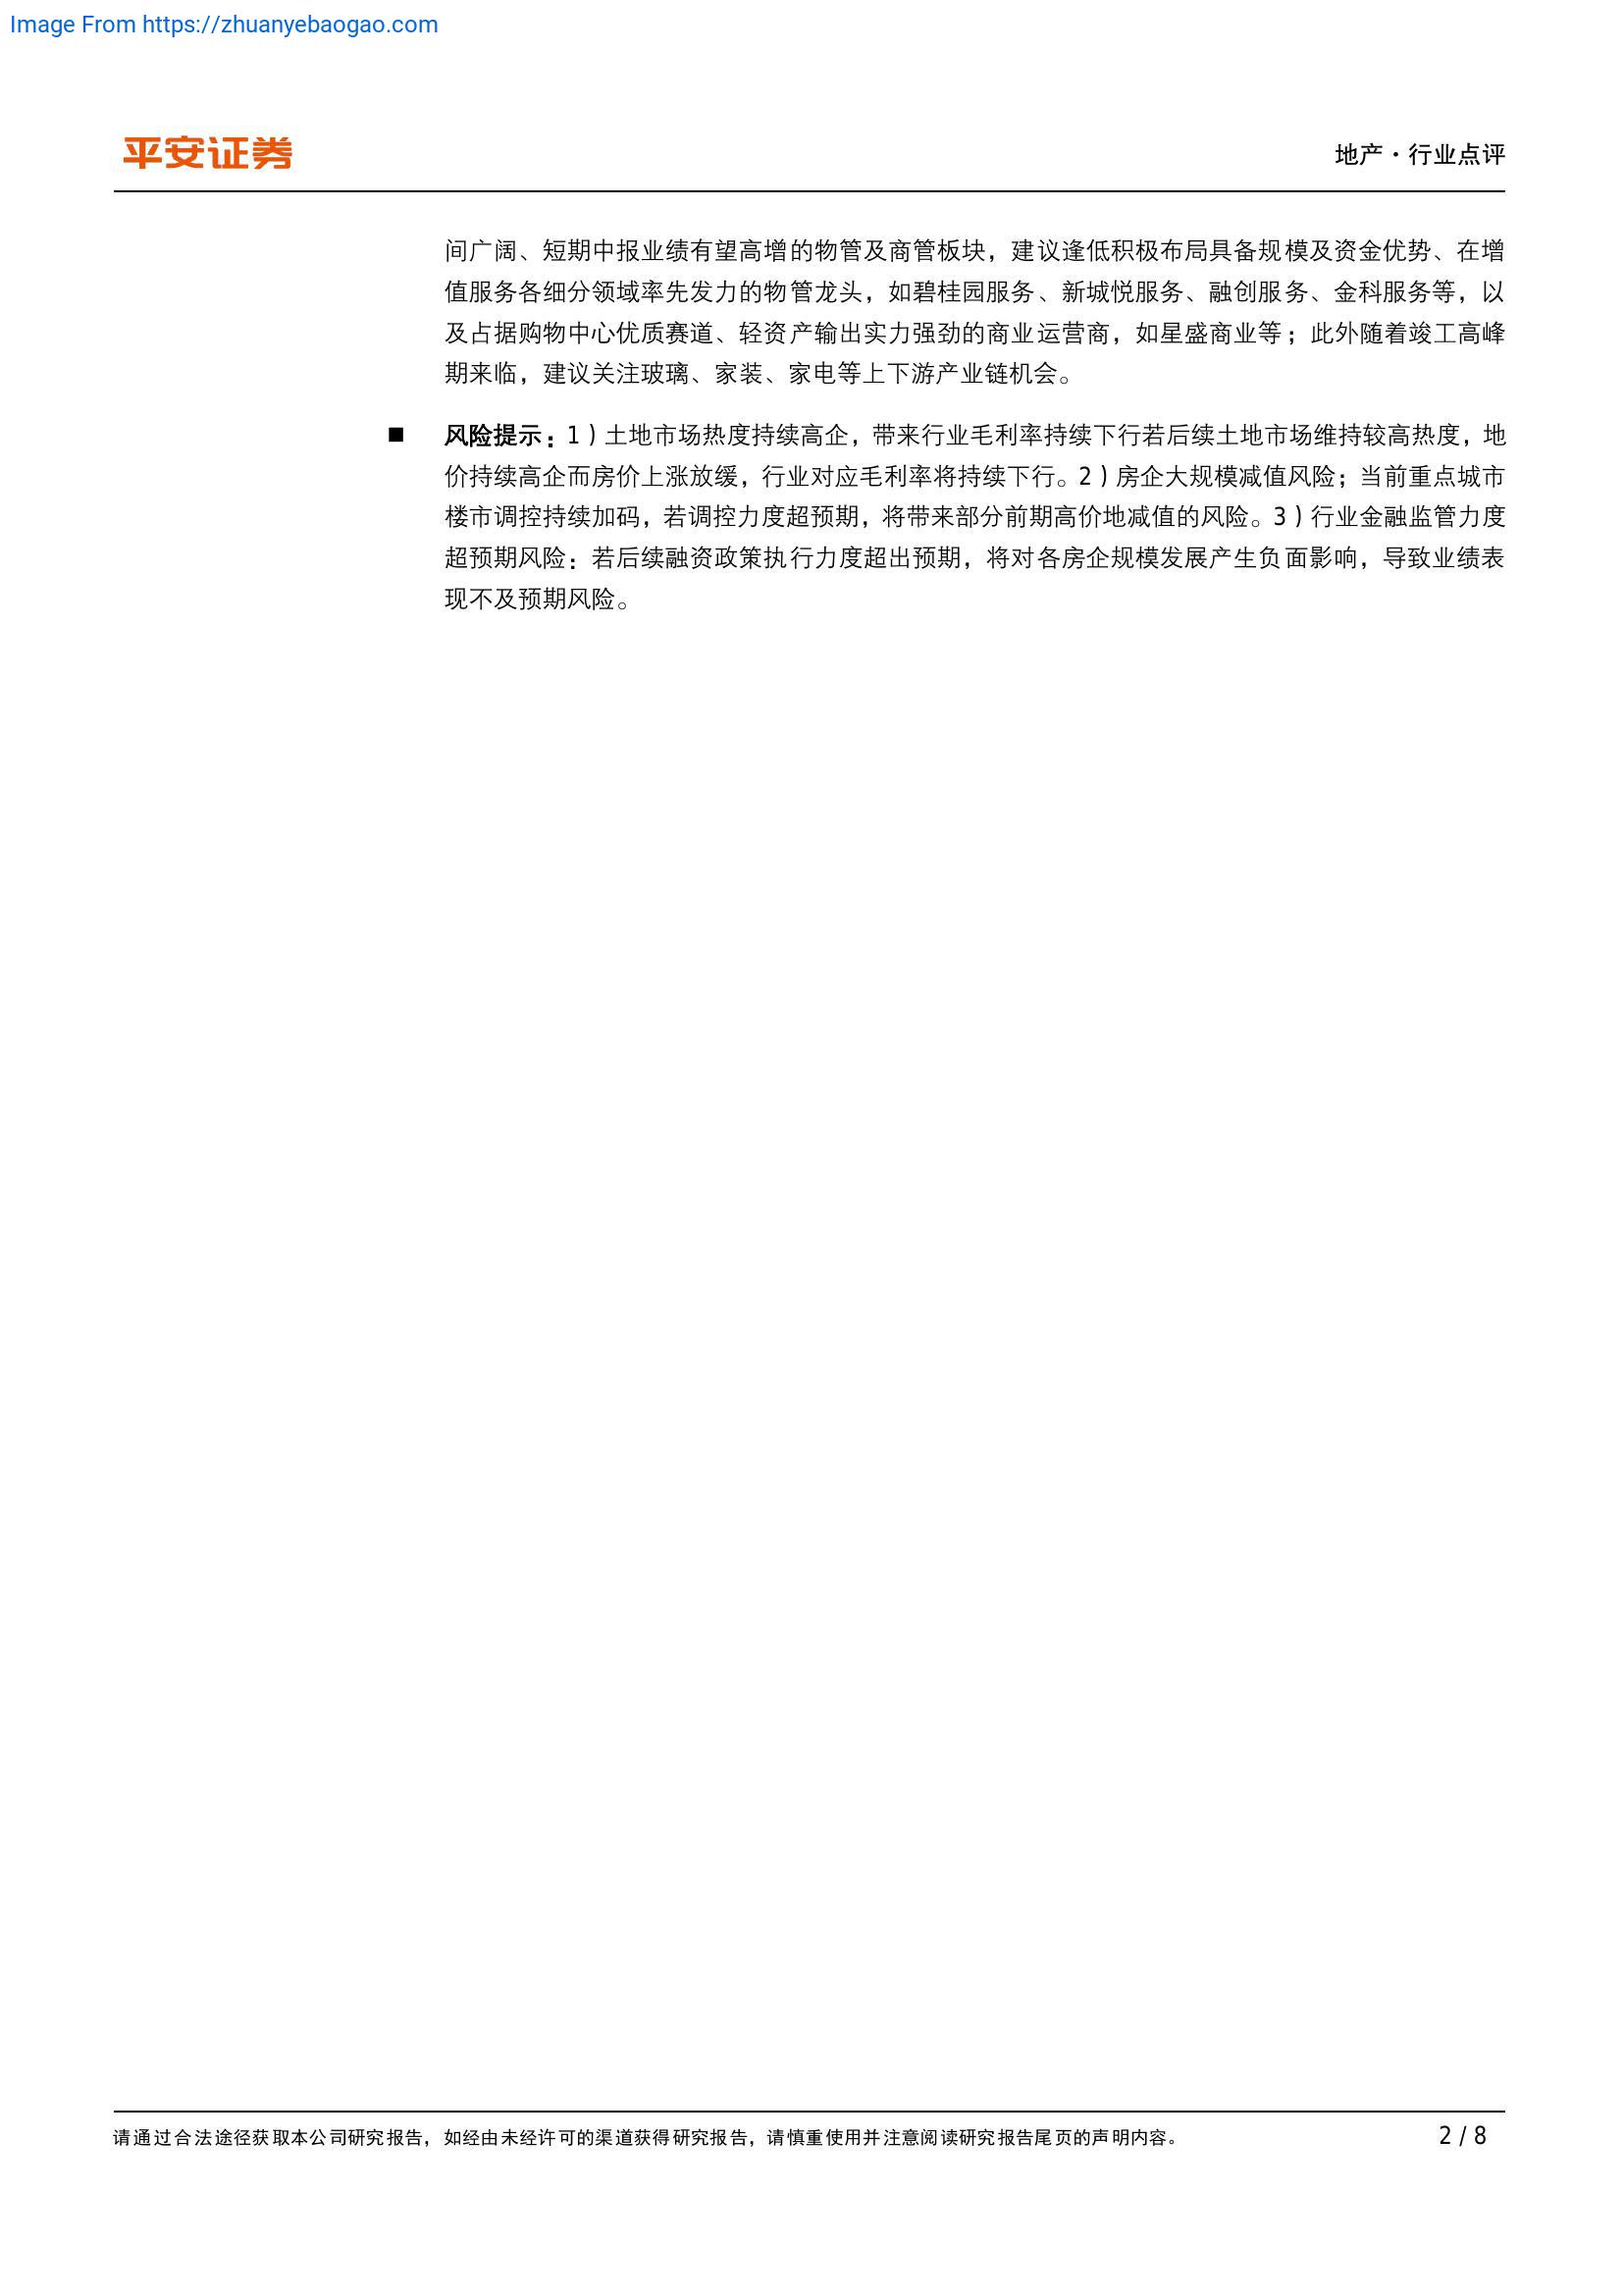 Image From https://zhuanyebaogao.com
平安证券
地产·行业点评
间广阔、短期中报业绩有望高增的物管及商管板块，建议逢低积极布局具备规模及资金优势、在增
值服务各细分领域率先发力的物管龙头，如碧桂园服务、新城悦服务、融创服务、金科服务等，以
及占据购物中心优质赛道、轻资产输出实力强劲的商业运营商，如星盛商业等；此外随着竣工高峰
期来临，建议关注玻璃、家装、家电等上下游产业链机会。
■ 风险提示：1）土地市场热度持续高企，带来行业毛利率持续下行若后续土地市场维持较高热度，地
价持续高企而房价上涨放缓，行业对应毛利率将持续下行。2）房企大规模减值风险；当前重点城市
楼市调控持续加码，若调控力度超预期，将带来部分前期高价地减值的风险。3）行业金融监管力度
超预期风险：若后续融资政策执行力度超出预期，将对各房企规模发展产生负面影响，导致业绩表
现不及预期风险。
请通过合法途径获取本公司研究报告，如经由未经许可的渠道获得研究报告，请慎重使用并注意阅读研究报告尾页的声明内容。
2 / 8